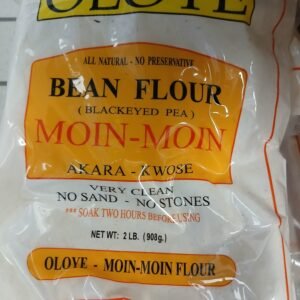 OLOYE
ALL NATURAL - NO PRESERVATIVE
BEAN FLOUR
( BLACKEYED PEA )
MOIN-MOIN
AKARA - KWOSE
VERY CLEAN
NO SAND - NO STONES
*** SOAK TWO HOURS BEFORE USING
NET WT: 2 LB. (908g.)
OLOYE - MOIN-MOIN FLOUR